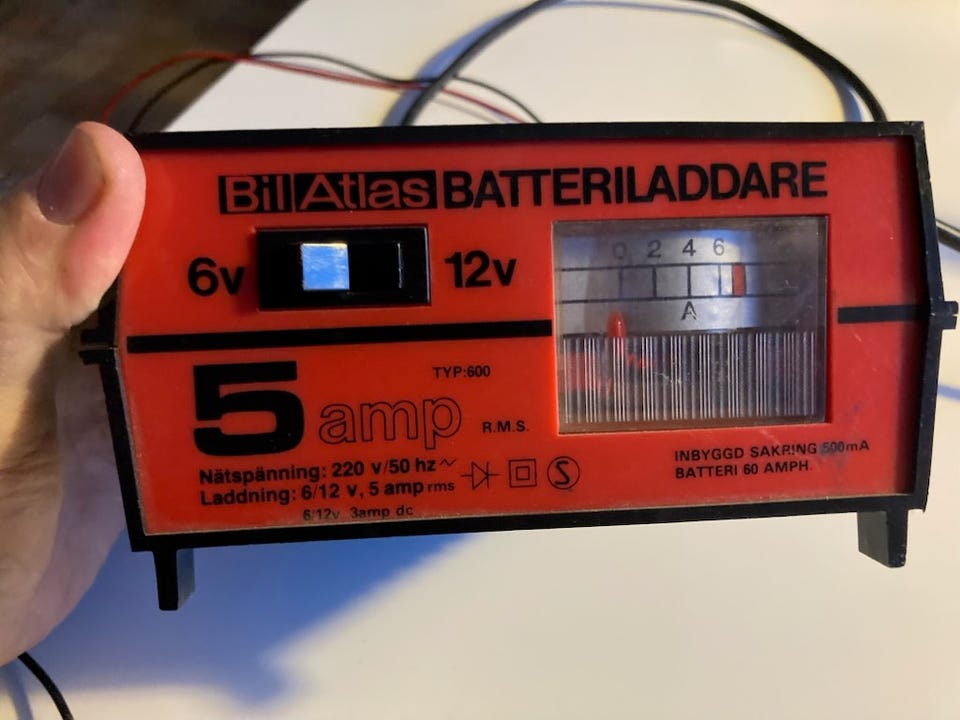 Bil Atlas BATTERILADDARE
6v 12v
0 2 4 6
A
5 amp R.M.S.
TYP:600
Nätspänning: 220 v/50 hz ~
Laddning: 6/12 v, 5 amp rms
6/12v 3amp dc
S
INBYGGD SAKRING 500mA
BATTERI 60 AMPH.